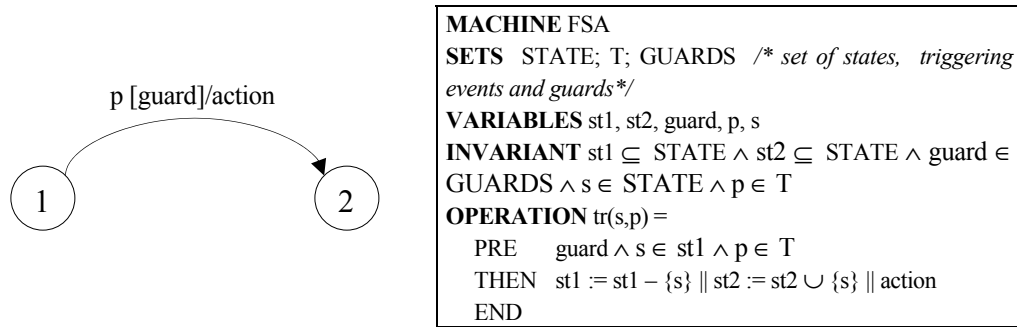 p [guard]/action
1
2
MACHINE FSA
SETS STATE; T; GUARDS /* set of states, triggering
events and guards*/
VARIABLES st1, st2, guard, p, s
INVARIANT st1 ⊆ STATE ∧ st2 ⊆ STATE ∧ guard ∈
GUARDS ∧ s ∈ STATE ∧ p ∈ T
OPERATION tr(s,p) =
PRE guard ∧ s ∈ st1 ∧ p ∈ T
THEN st1 := st1 – {s} || st2 := st2 ∪ {s} || action
END